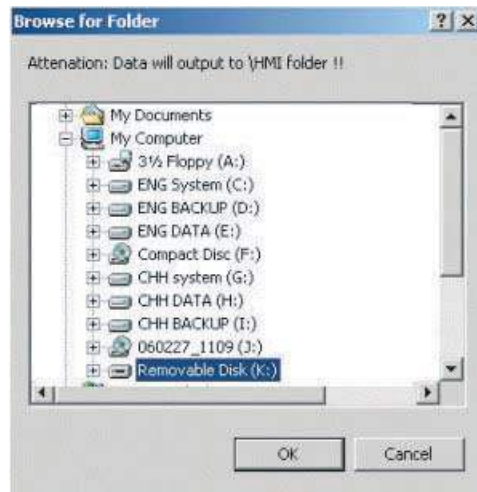 Browse for Folder
Attenation: Data will output to \HMI folder !!
My Documents
My Computer
3½ Floppy (A:)
ENG System (C:)
ENG BACKUP (D:)
ENG DATA (E:)
Compact Disc (F:)
CHH system (G:)
CHH DATA (H:)
CHH BACKUP (I:)
060227_1109 (J:)
Removable Disk (K:)
OK Cancel